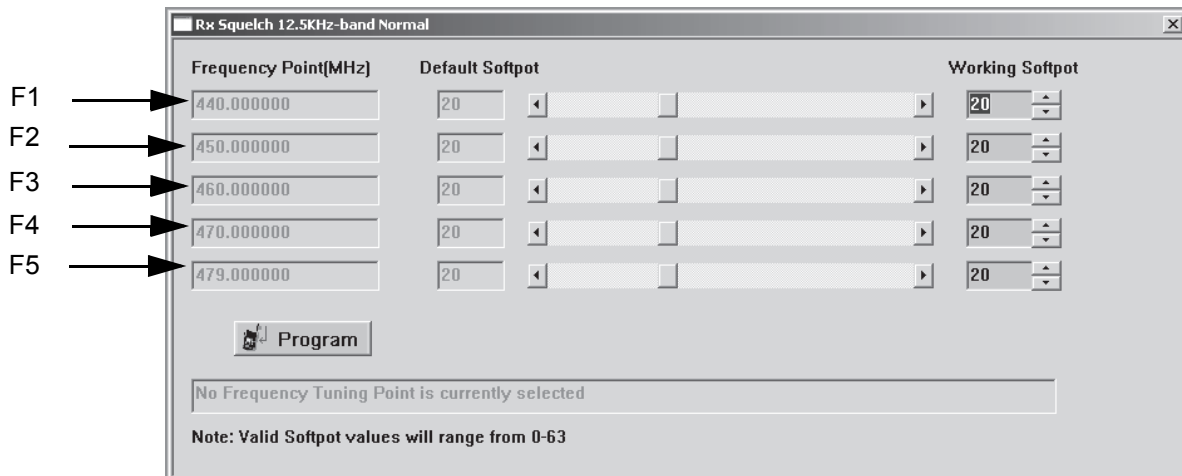 Rx Squelch 12.5KHz-band Normal
Frequency Point(MHz) Default Softpot Working Softpot
F1 440.000000 20 20
F2 450.000000 20 20
F3 460.000000 20 20
F4 470.000000 20 20
F5 479.000000 20 20
Program
No Frequency Tuning Point is currently selected
Note: Valid Softpot values will range from 0-63